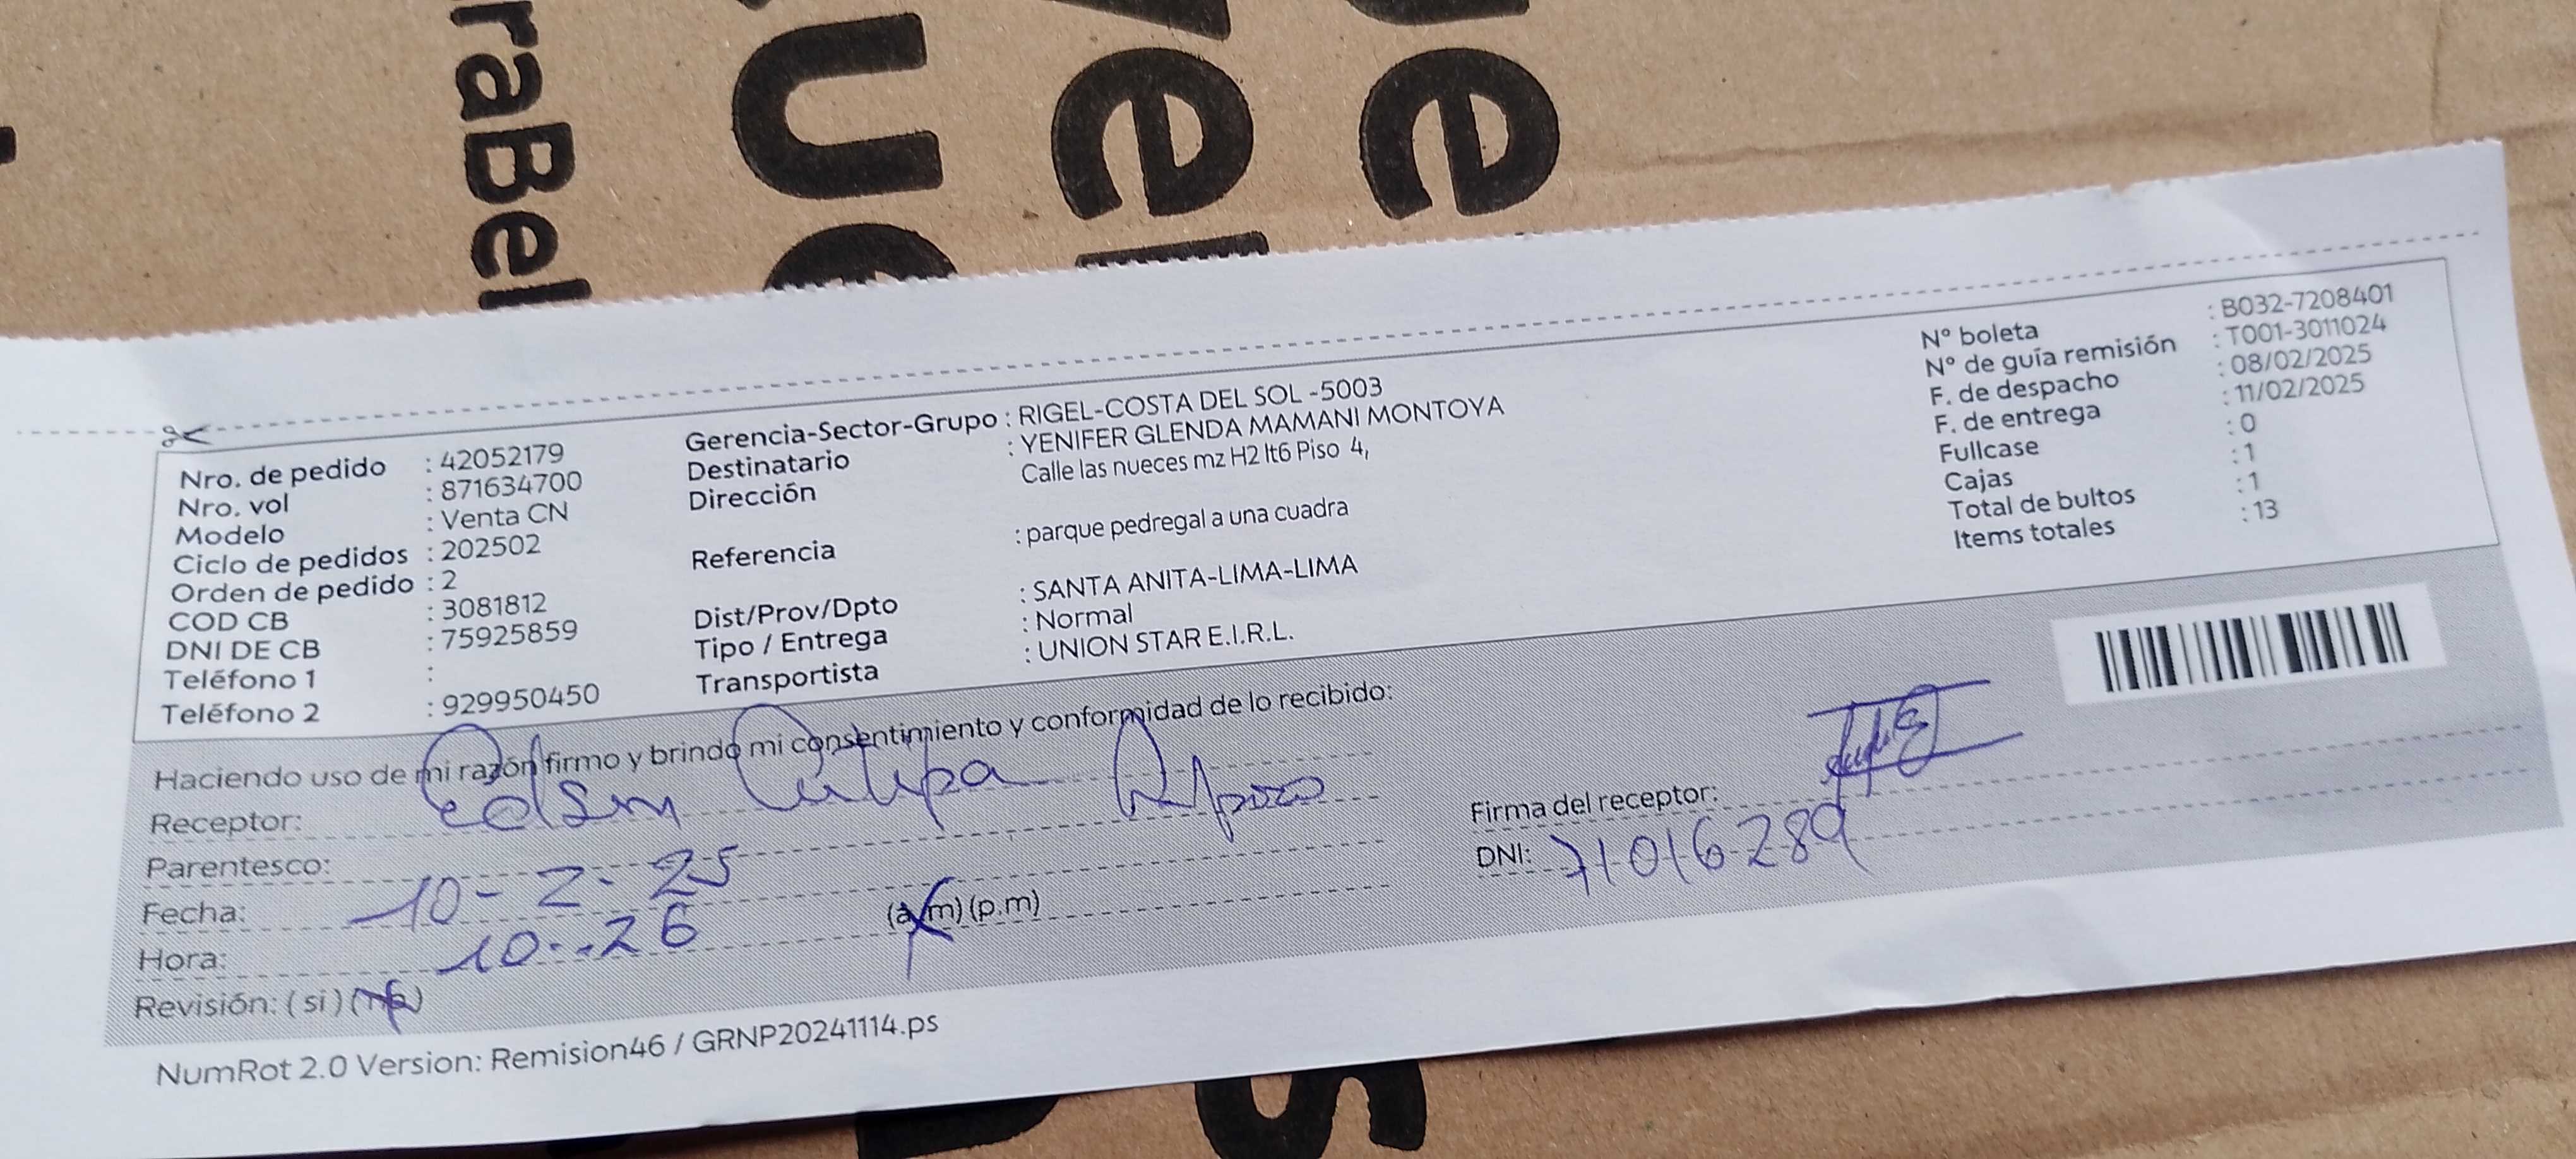 raBel
ue
vel
pe
Nro. de pedido : 42052179
Nro. vol : 871634700
Modelo : Venta CN
Ciclo de pedidos : 202502
Orden de pedido : 2
COD CB : 3081812
DNI DE CB : 75925859
Teléfono 1 :
Teléfono 2 : 929950450
Gerencia-Sector-Grupo : RIGEL-COSTA DEL SOL -5003
Destinatario : YENIFER GLENDA MAMANI MONTOYA
Dirección Calle las nueces mz H2 lt6 Piso 4,
Referencia : parque pedregal a una cuadra
Dist/Prov/Dpto : SANTA ANITA-LIMA-LIMA
Tipo / Entrega : Normal
Transportista : UNION STAR E.I.R.L.
N° boleta : B032-7208401
N° de guía remisión : T001-3011024
F. de despacho : 08/02/2025
F. de entrega : 11/02/2025
Fullcase : 0
Cajas : 1
Total de bultos : 1
Items totales : 13
Haciendo uso de mi razón firmo y brindo mi consentimiento y conformidad de lo recibido:
Receptor:
Parentesco:
Fecha: 10-2-25
Hora: 10:26 (a.m) (p.m)
Revisión: (si) (no)
Firma del receptor:
DNI: 71016289
NumRot 2.0 Version: Remision46 / GRNP20241114.ps